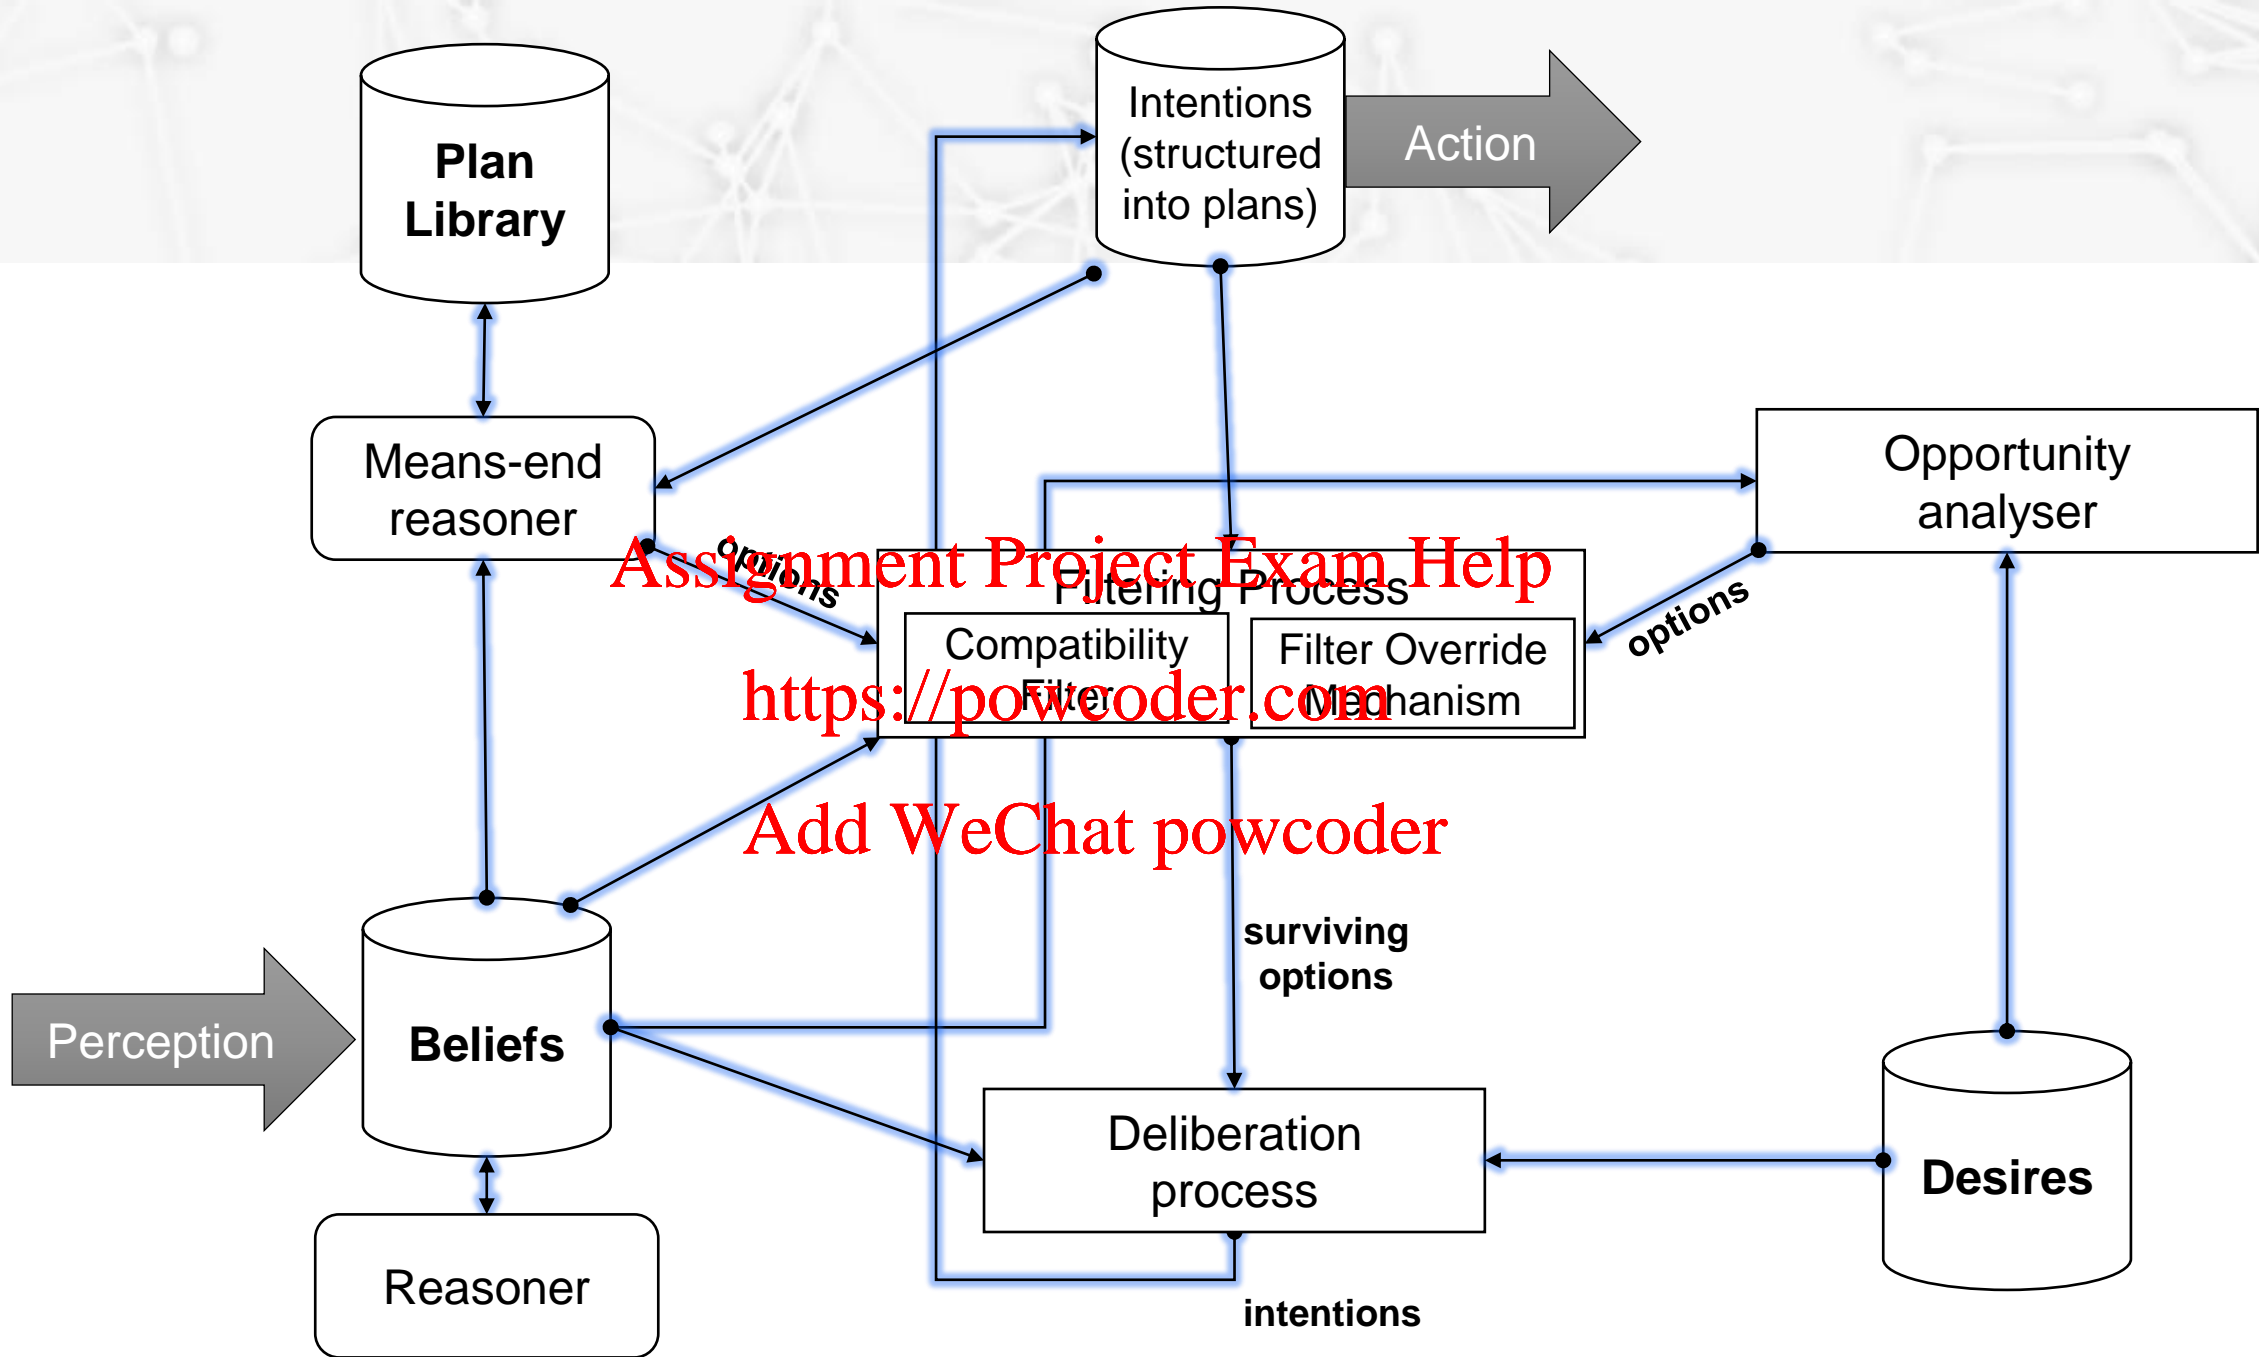 Intentions
(structured
into plans)
Action
Plan
Library
Means-end
reasoner
Opportunity
analyser
options
Assignment Project Exam Help
Filtering Process
options
Compatibility
Filter
Filter Override
Mechanism
https://powcoder.com
Add WeChat powcoder
surviving
options
Perception
Beliefs
Deliberation
process
Desires
Reasoner
intentions